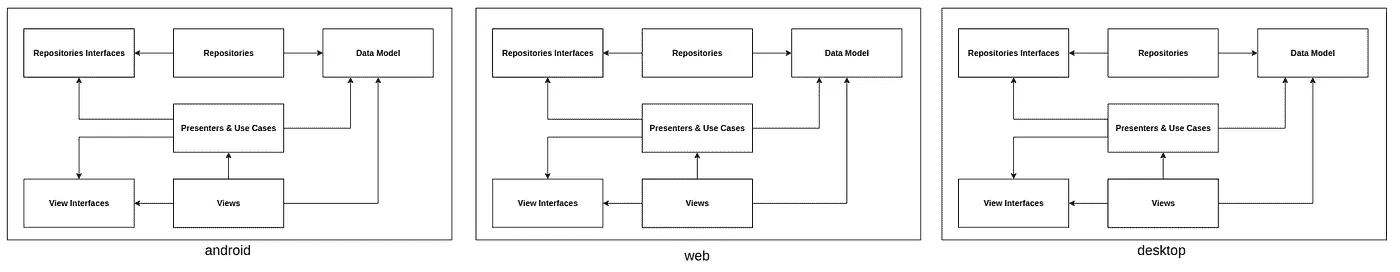 Repositories Interfaces
Repositories
Data Model
Presenters & Use Cases
View Interfaces
Views
android
Repositories Interfaces
Repositories
Data Model
Presenters & Use Cases
View Interfaces
Views
web
Repositories Interfaces
Repositories
Data Model
Presenters & Use Cases
View Interfaces
Views
desktop